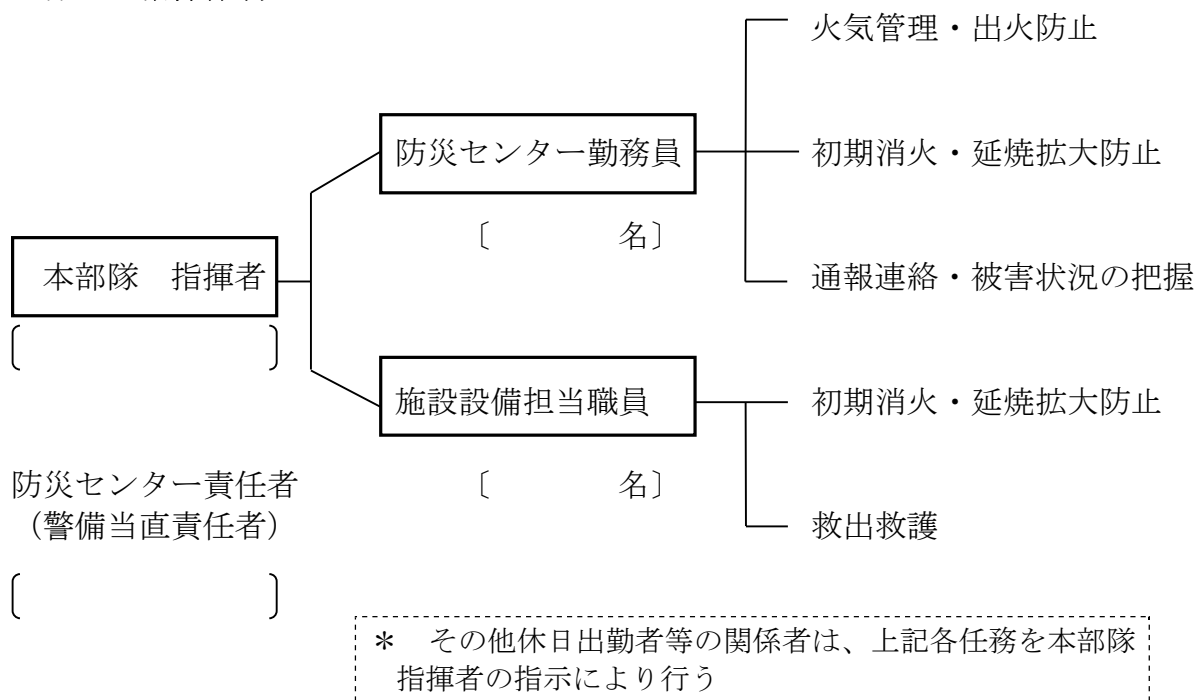 火気管理・出火防止
防災センター勤務員
初期消火・延焼拡大防止
〔　　　　名〕
本部隊　指揮者
通報連絡・被害状況の把握
〔　　　　　　　　〕
施設設備担当職員
初期消火・延焼拡大防止
防災センター責任者
〔　　　　名〕
（警備当直責任者）
救出救護
〔　　　　　　　　〕
＊　その他休日出勤者等の関係者は、上記各任務を本部隊
指揮者の指示により行う